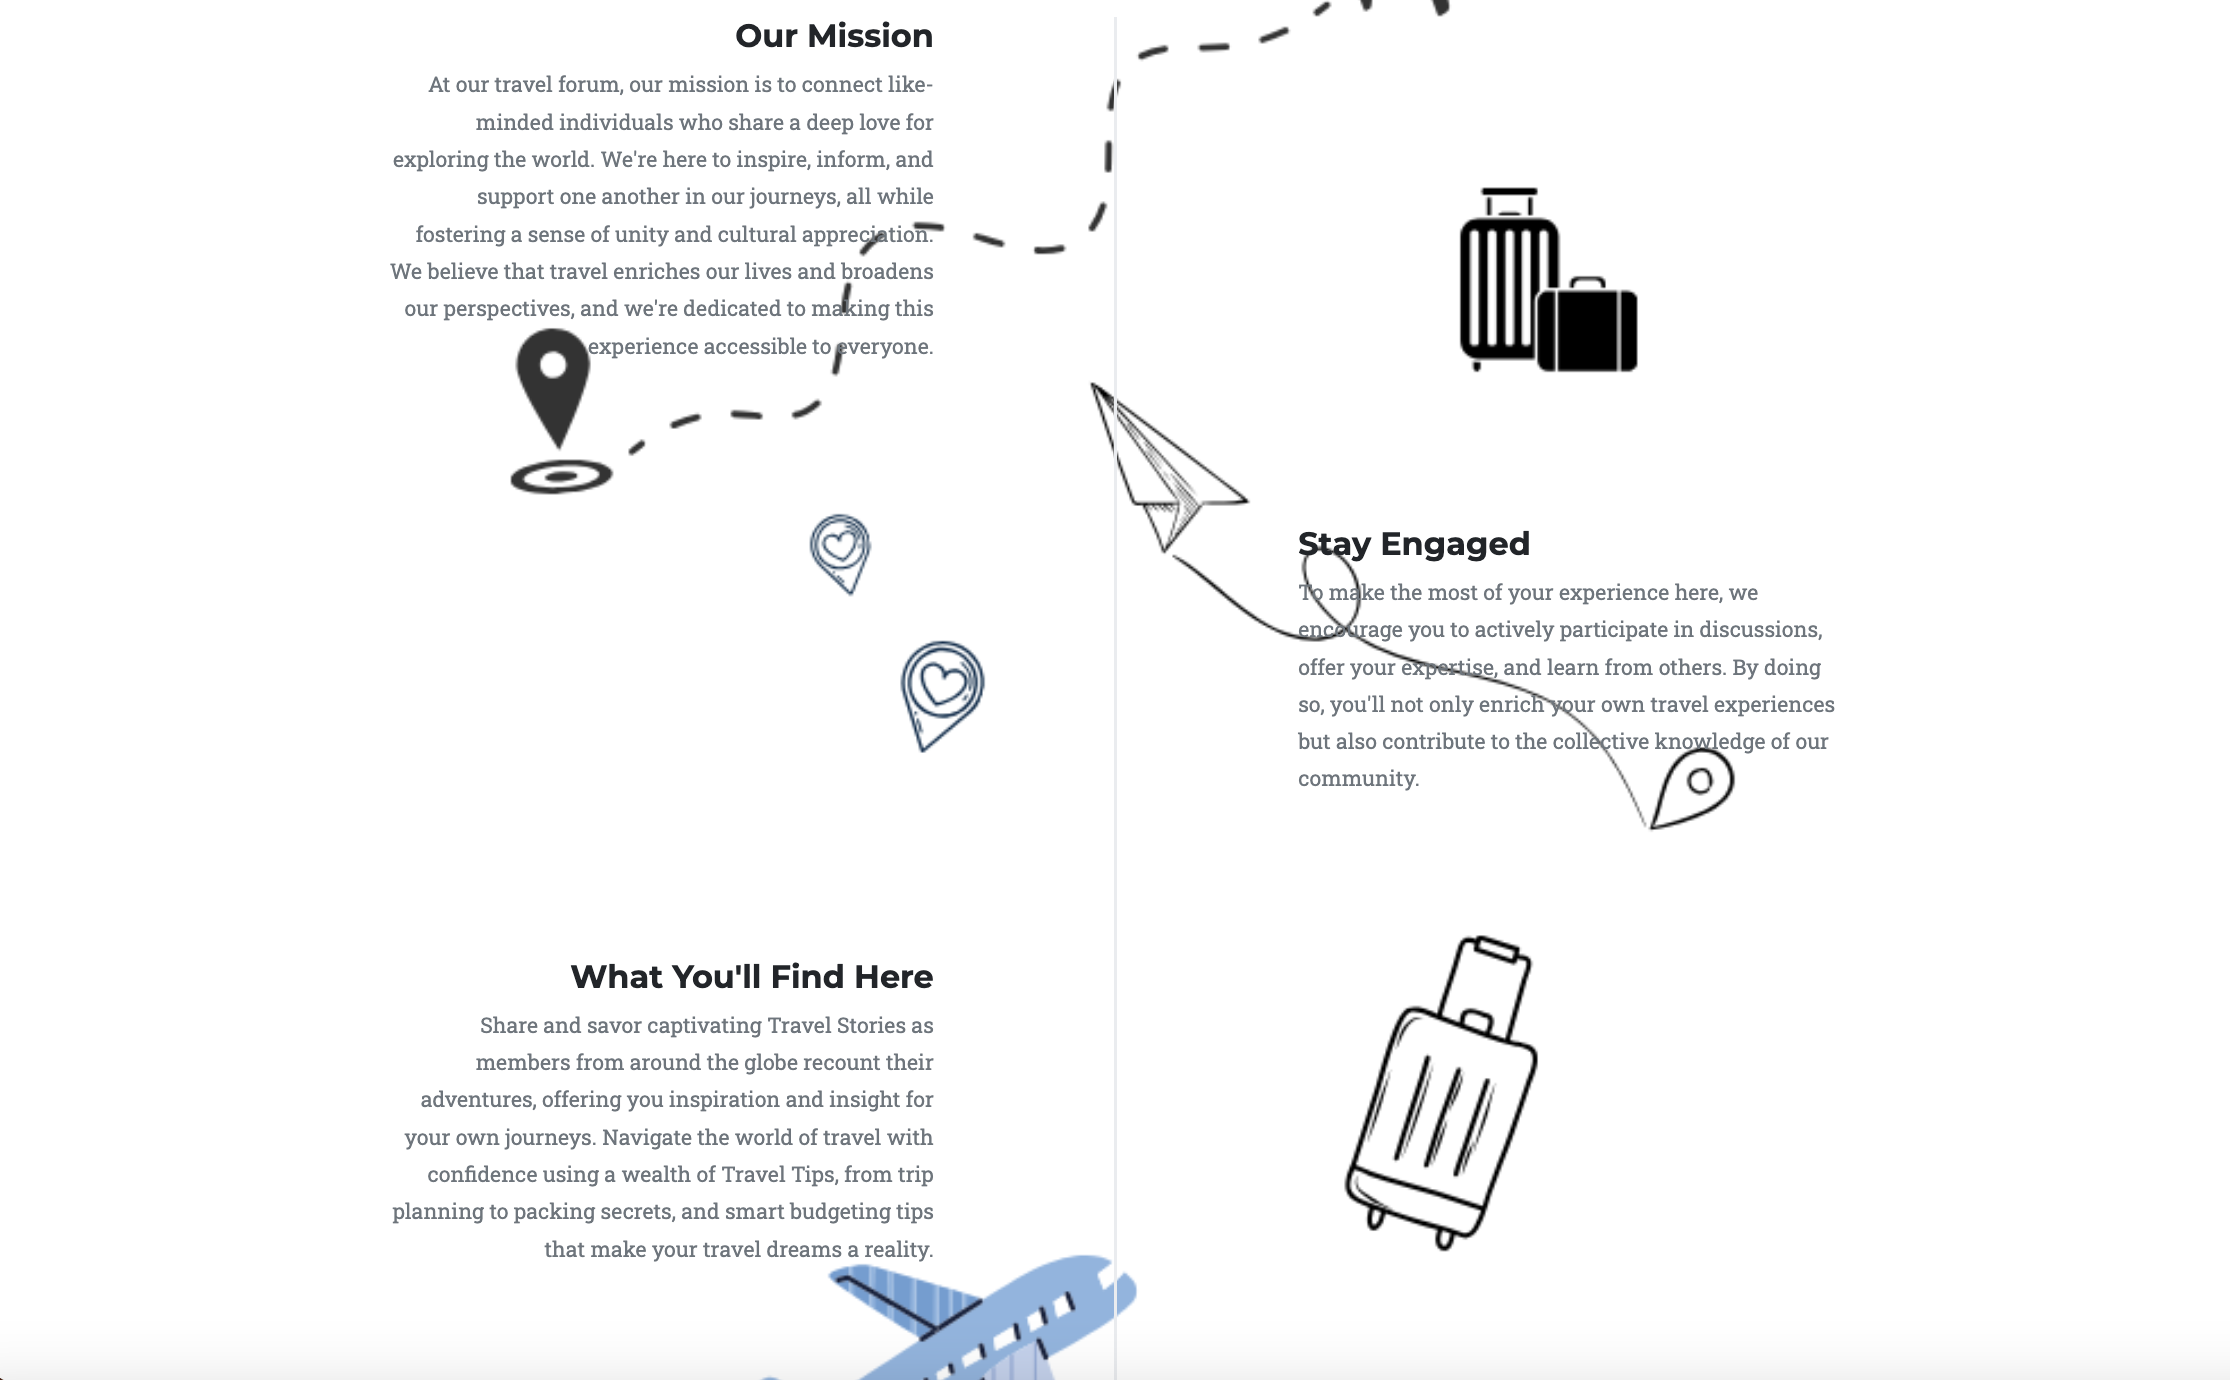 Our Mission
At our travel forum, our mission is to connect like-
minded individuals who share a deep love for
exploring the world. We're here to inspire, inform, and
support one another in our journeys, all while
fostering a sense of unity and cultural appreciation.
We believe that travel enriches our lives and broadens
our perspectives, and we're dedicated to making this
experience accessible to everyone.
Stay Engaged
To make the most of your experience here, we
encourage you to actively participate in discussions,
offer your expertise, and learn from others. By doing
so, you'll not only enrich your own travel experiences
but also contribute to the collective knowledge of our
community.
What You'll Find Here
Share and savor captivating Travel Stories as
members from around the globe recount their
adventures, offering you inspiration and insight for
your own journeys. Navigate the world of travel with
confidence using a wealth of Travel Tips, from trip
planning to packing secrets, and smart budgeting tips
that make your travel dreams a reality.